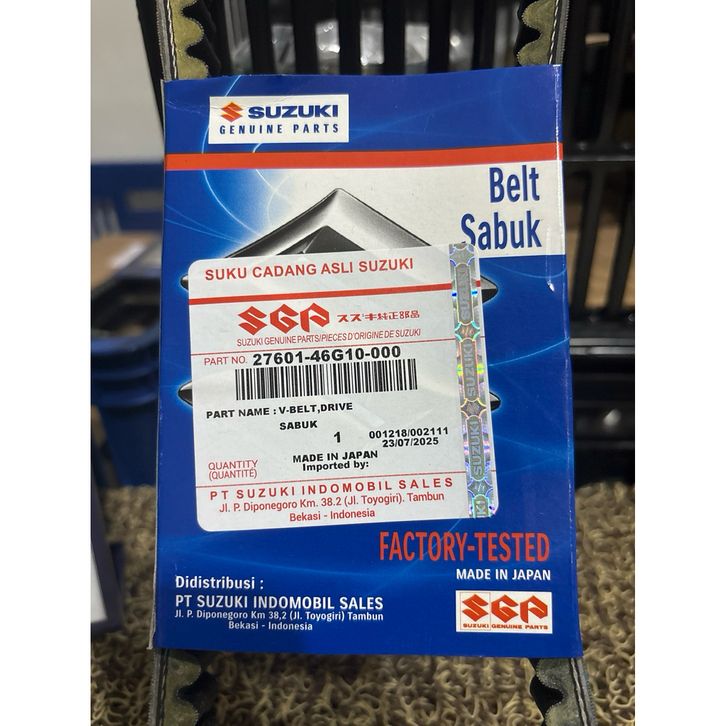 SUZUKI
GENUINE PARTS
Belt
Sabuk
SUKU CADANG ASLI SUZUKI
SGP スズキ純正部品
SUZUKI GENUINE PARTS/PIECES D'ORIGINE DE SUZUKI
PART NO. 27601-46G10-000
PART NAME : V-BELT,DRIVE
SABUK
1 001218/002111
23/07/2025
MADE IN JAPAN
Imported by:
QUANTITY
(QUANTITE)
PT SUZUKI INDOMOBIL SALES
Jl. P. Diponegoro Km. 38.2 (Jl. Toyogiri). Tambun
Bekasi - Indonesia
SUZUKI
SUZUKI
SUZUKI
FACTORY-TESTED
MADE IN JAPAN
Didistribusi :
PT SUZUKI INDOMOBIL SALES
Jl. P. Diponegoro Km 38,2 (Jl. Toyogiri) Tambun
Bekasi - Indonesia
SGP
SUZUKI GENUINE PARTS